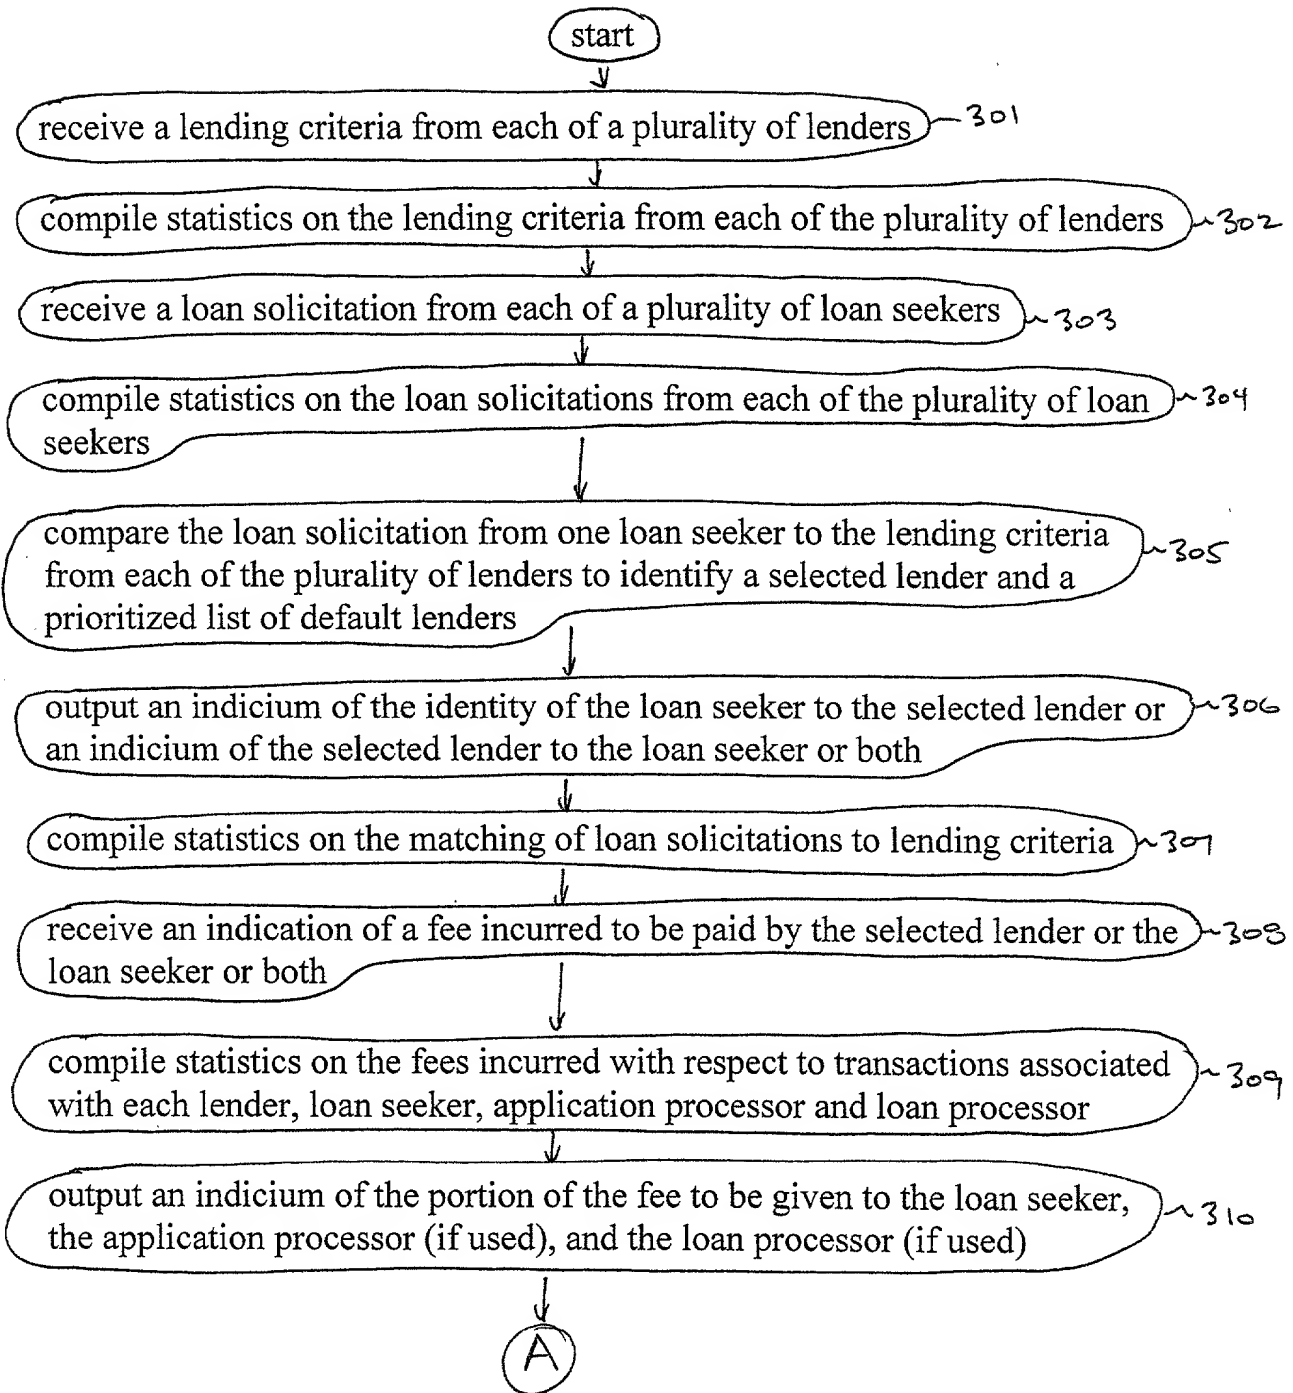 start
receive a lending criteria from each of a plurality of lenders 301
compile statistics on the lending criteria from each of the plurality of lenders 302
receive a loan solicitation from each of a plurality of loan seekers 303
compile statistics on the loan solicitations from each of the plurality of loan 304
seekers
compare the loan solicitation from one loan seeker to the lending criteria 305
from each of the plurality of lenders to identify a selected lender and a
prioritized list of default lenders
output an indicium of the identity of the loan seeker to the selected lender or 306
an indicium of the selected lender to the loan seeker or both
compile statistics on the matching of loan solicitations to lending criteria 307
receive an indication of a fee incurred to be paid by the selected lender or the 308
loan seeker or both
compile statistics on the fees incurred with respect to transactions associated 309
with each lender, loan seeker, application processor and loan processor
output an indicium of the portion of the fee to be given to the loan seeker, 310
the application processor (if used), and the loan processor (if used)
A